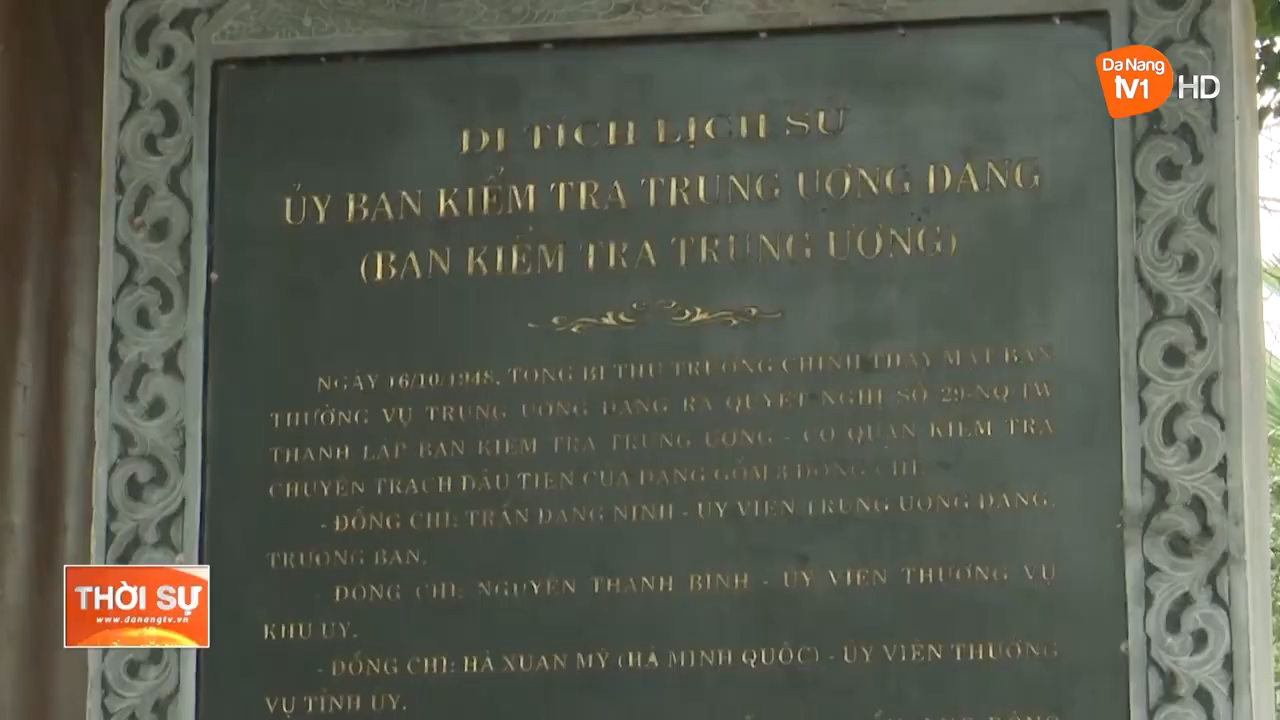 Da Nang
TV1 HD
DI TÍCH LỊCH SỬ
ỦY BAN KIỂM TRA TRUNG ƯƠNG ĐẢNG
(BAN KIỂM TRA TRUNG ƯƠNG)
NGÀY 16/10/1948, TỔNG BÍ THƯ TRƯỜNG CHINH THAY MẶT BAN
THƯỜNG VỤ TRUNG ƯƠNG ĐẢNG RA QUYẾT NGHỊ SỐ 29-NQ/TW
THÀNH LẬP BAN KIỂM TRA TRUNG ƯƠNG - CƠ QUAN KIỂM TRA
CHUYÊN TRÁCH ĐẦU TIÊN CỦA ĐẢNG GỒM 3 ĐỒNG CHÍ:
- ĐỒNG CHÍ: TRẦN ĐĂNG NINH - ỦY VIÊN TRUNG ƯƠNG ĐẢNG,
TRƯỞNG BAN.
- ĐỒNG CHÍ: NGUYỄN THANH BÌNH - ỦY VIÊN THƯỜNG VỤ
KHU ỦY.
- ĐỒNG CHÍ: HÀ XUÂN MỸ (HÀ MINH QUỐC) - ỦY VIÊN THƯỜNG
VỤ TỈNH ỦY.
THỜI SỰ
www.danangtv.vn